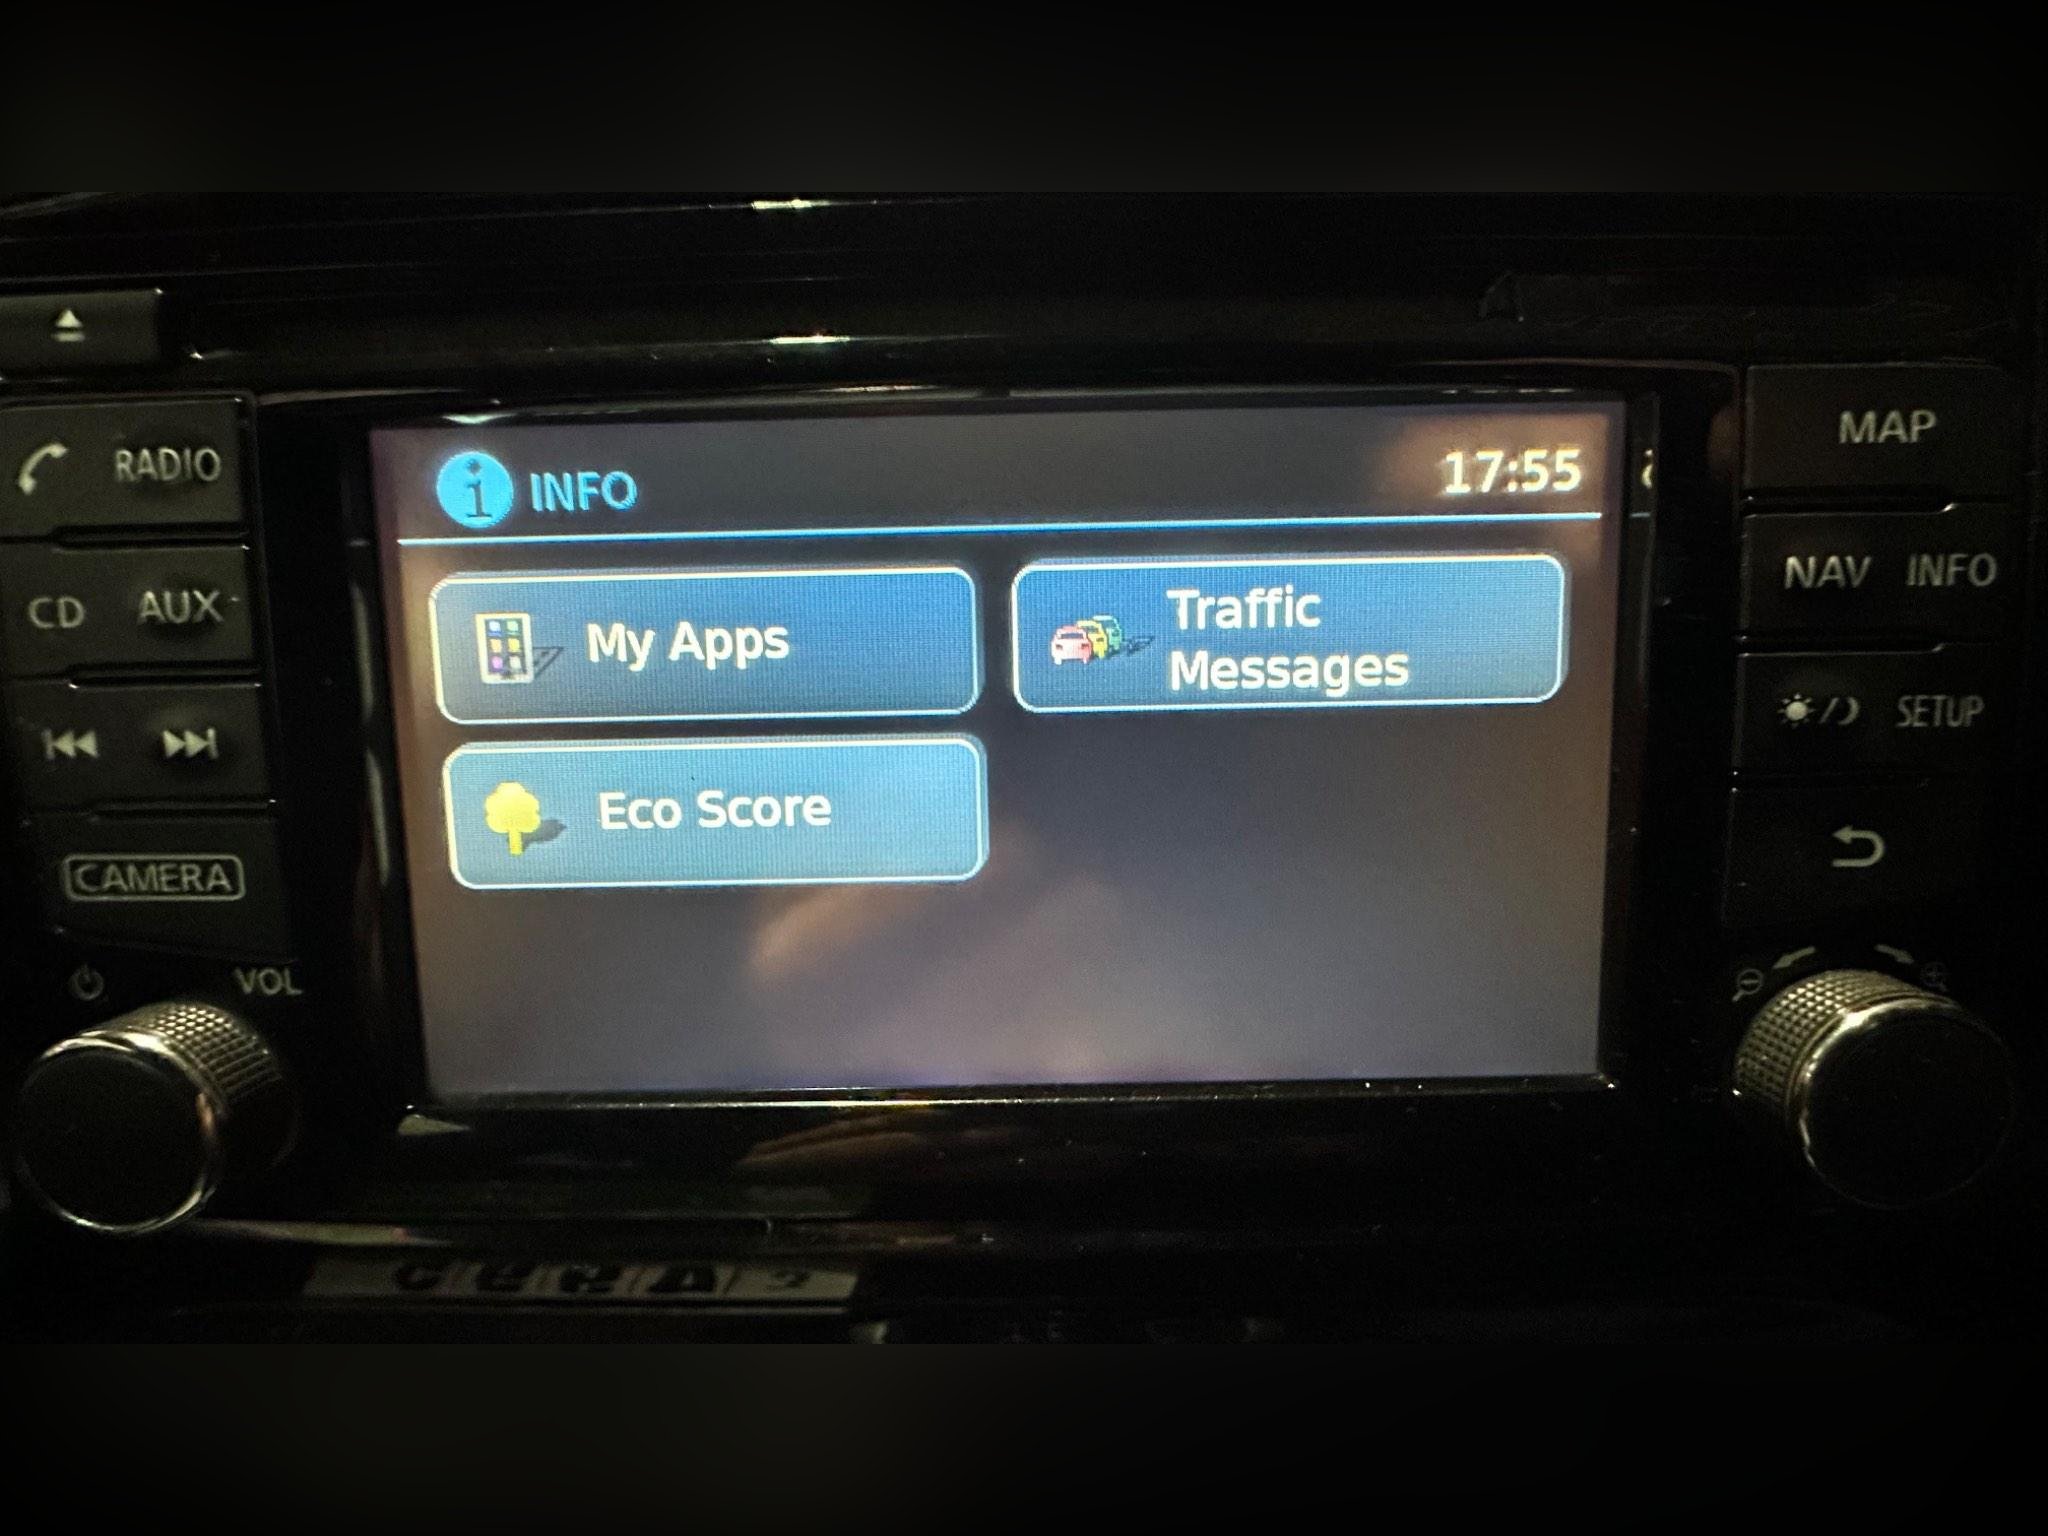 INFO
17:55
My Apps
Traffic
Messages
Eco Score
RADIO
CD AUX
CAMERA
VOL
MAP
NAV INFO
SETUP